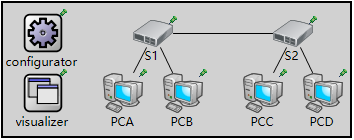 S1 S2
configurator
visualizer PCA PCB PCC PCD